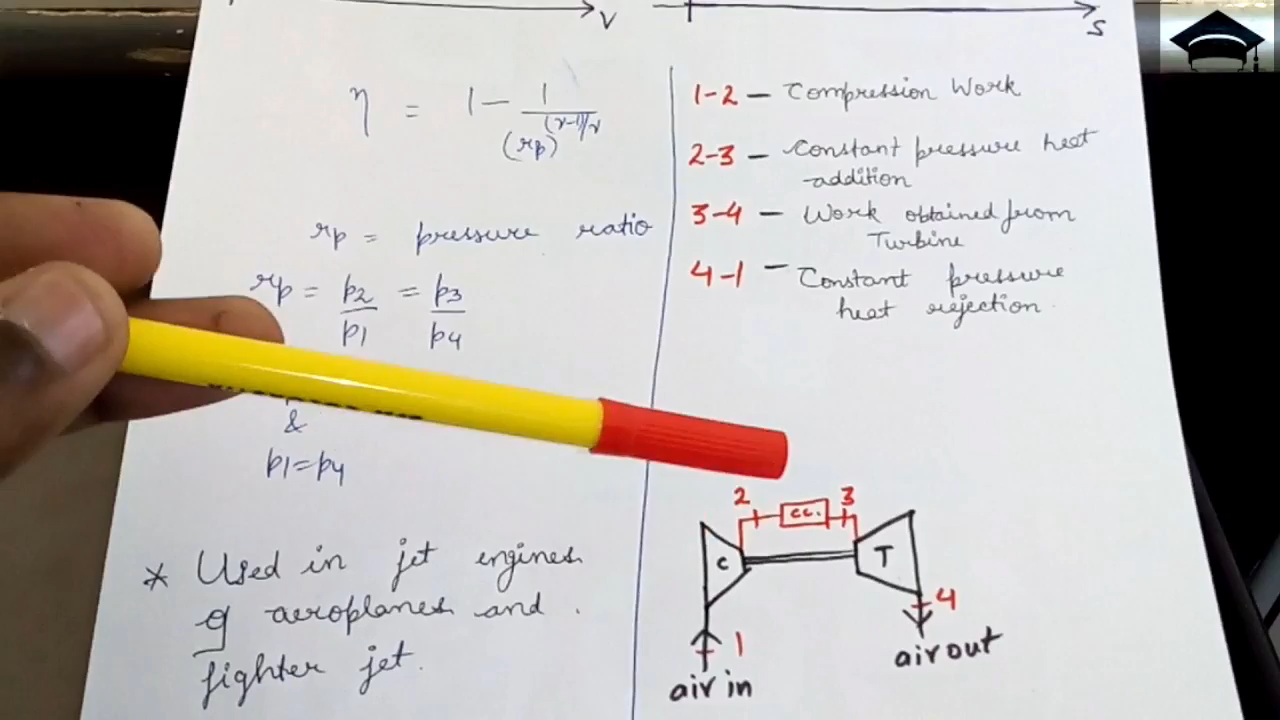 V
S
η = 1 - 1/(rp)^(γ-1)/γ
rp = pressure ratio
rp = p2/p1 = p3/p4
&
p1=p4
* Used in jet engines
of aeroplanes and
fighter jet.
1-2 — Compression Work
2-3 — Constant pressure heat
addition
3-4 — Work obtained from
Turbine
4-1 — Constant pressure
heat rejection.
2 c.c. 3
C T
1 4
air in air out